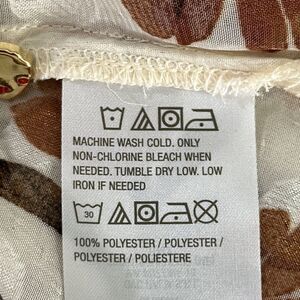 MACHINE WASH COLD. ONLY
NON-CHLORINE BLEACH WHEN
NEEDED. TUMBLE DRY LOW. LOW
IRON IF NEEDED
30
100% POLYESTER / POLYESTER /
POLIESTER / POLIESTERE